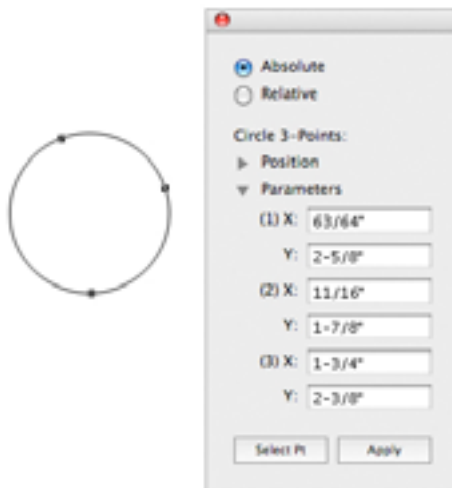 Absolute
Relative
Circle 3-Points:
Position
Parameters
(1) X: 63/64"
Y: 2-5/8"
(2) X: 11/16"
Y: 1-7/8"
(3) X: 1-3/4"
Y: 2-3/8"
Select Pt Apply